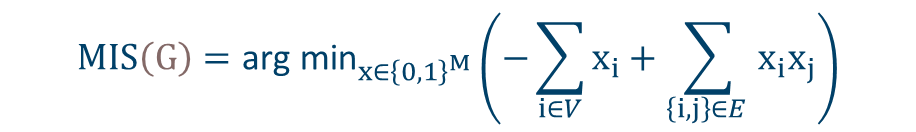 MIS(G) = arg min_{x∈{0,1}^M} ( − ∑_{i∈V} x_i + ∑_{{i,j}∈E} x_i x_j )